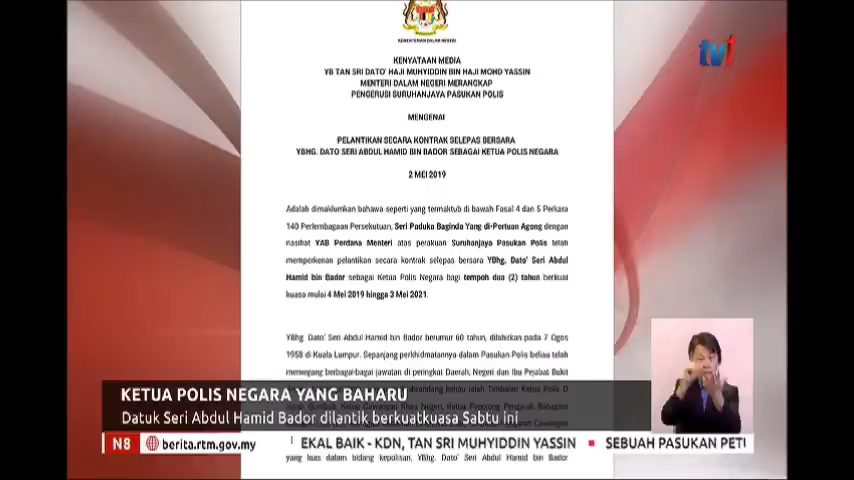 KEMENTERIAN DALAM NEGERI
tv1
KENYATAAN MEDIA
YB TAN SRI DATO' HAJI MUHYIDDIN BIN HAJI MOHD YASSIN
MENTERI DALAM NEGERI MERANGKAP
PENGERUSI SURUHANJAYA PASUKAN POLIS
MENGENAI
PELANTIKAN SECARA KONTRAK SELEPAS BERSARA
YBHG. DATO SERI ABDUL HAMID BIN BADOR SEBAGAI KETUA POLIS NEGARA
2 MEI 2019
Adalah dimaklumkan bahawa seperti yang termaktub di bawah Fasal 4 dan 5 Perkara
140 Perlembagaan Persekutuan, Seri Paduka Baginda Yang di-Pertuan Agong dengan
nasihat YAB Perdana Menteri atas perakuan Suruhanjaya Pasukan Polis telah
memperkenan pelantikan secara kontrak selepas bersara YBhg. Dato' Seri Abdul
Hamid bin Bador sebagai Ketua Polis Negara bagi tempoh dua (2) tahun berkuat
kuasa mulai 4 Mei 2019 hingga 3 Mei 2021.
YBhg Dato' Seri Abdul Hamid bin Bador berumur 60 tahun, dilahirkan pada 7 Ogos
1958 di Kuala Lumpur. Sepanjang perkhidmatannya dalam Pasukan Polis beliau telah
memegang berbagai-bagai jawatan di peringkat Daerah, Negeri dan Ibu Pejabat Bukit
disandang beliau ialah Timbalan Ketua Polis D
KETUA POLIS NEGARA YANG BAHARU
Datuk Seri Abdul Hamid Bador dilantik berkuatkuasa Sabtu ini
N8 berita.rtm.gov.my EKAL BAIK - KDN, TAN SRI MUHYIDDIN YASSIN ▪ SEBUAH PASUKAN PETI
yang luas dalam bidang kepolisan, YBhg. Dato' Seri Abdul Hamid bin Bador